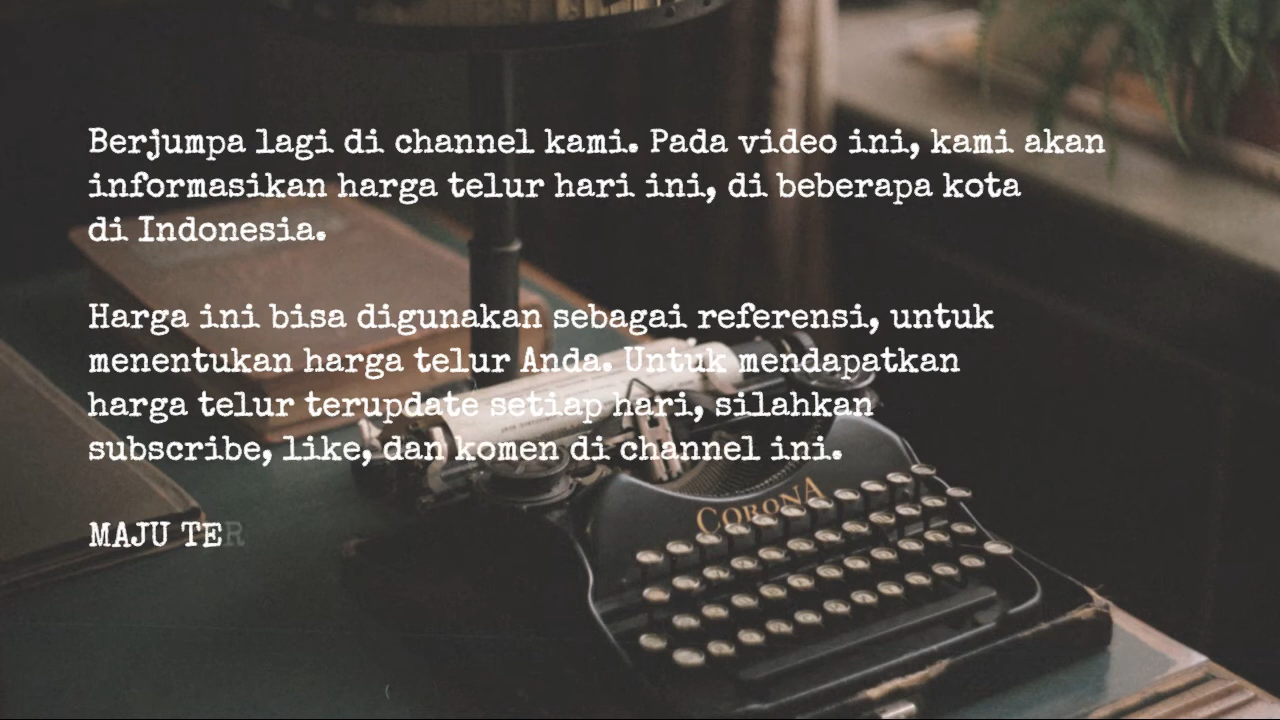 Berjumpa lagi di channel kami. Pada video ini, kami akan
informasikan harga telur hari ini, di beberapa kota
di Indonesia.
Harga ini bisa digunakan sebagai referensi, untuk
menentukan harga telur Anda. Untuk mendapatkan
harga telur terupdate setiap hari, silahkan
subscribe, like, dan komen di channel ini.
MAJU TER
CORONA